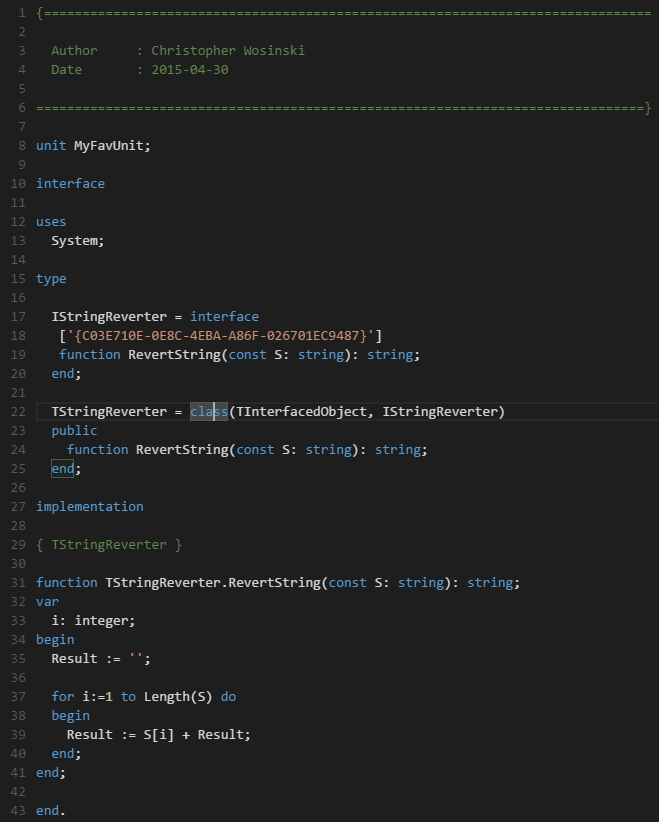 1 {===============================================================================
2
3   Author     : Christopher Wosinski
4   Date       : 2015-04-30
5
6 ===============================================================================}
7
8 unit MyFavUnit;
9
10 interface
11
12 uses
13   System;
14
15 type
16
17   IStringReverter = interface
18    ['{C03E710E-0E8C-4EBA-A86F-026701EC9487}']
19    function RevertString(const S: string): string;
20   end;
21
22   TStringReverter = class(TInterfacedObject, IStringReverter)
23   public
24     function RevertString(const S: string): string;
25   end;
26
27 implementation
28
29 { TStringReverter }
30
31 function TStringReverter.RevertString(const S: string): string;
32 var
33   i: integer;
34 begin
35   Result := '';
36
37   for i:=1 to Length(S) do
38   begin
39     Result := S[i] + Result;
40   end;
41 end;
42
43 end.